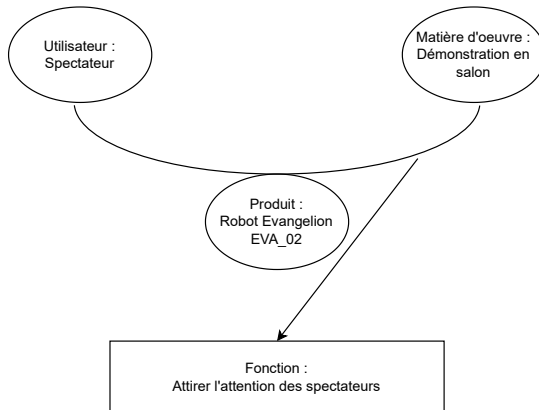 Utilisateur :
Spectateur
Matière d'oeuvre :
Démonstration en
salon
Produit :
Robot Evangelion
EVA_02
Fonction :
Attirer l'attention des spectateurs